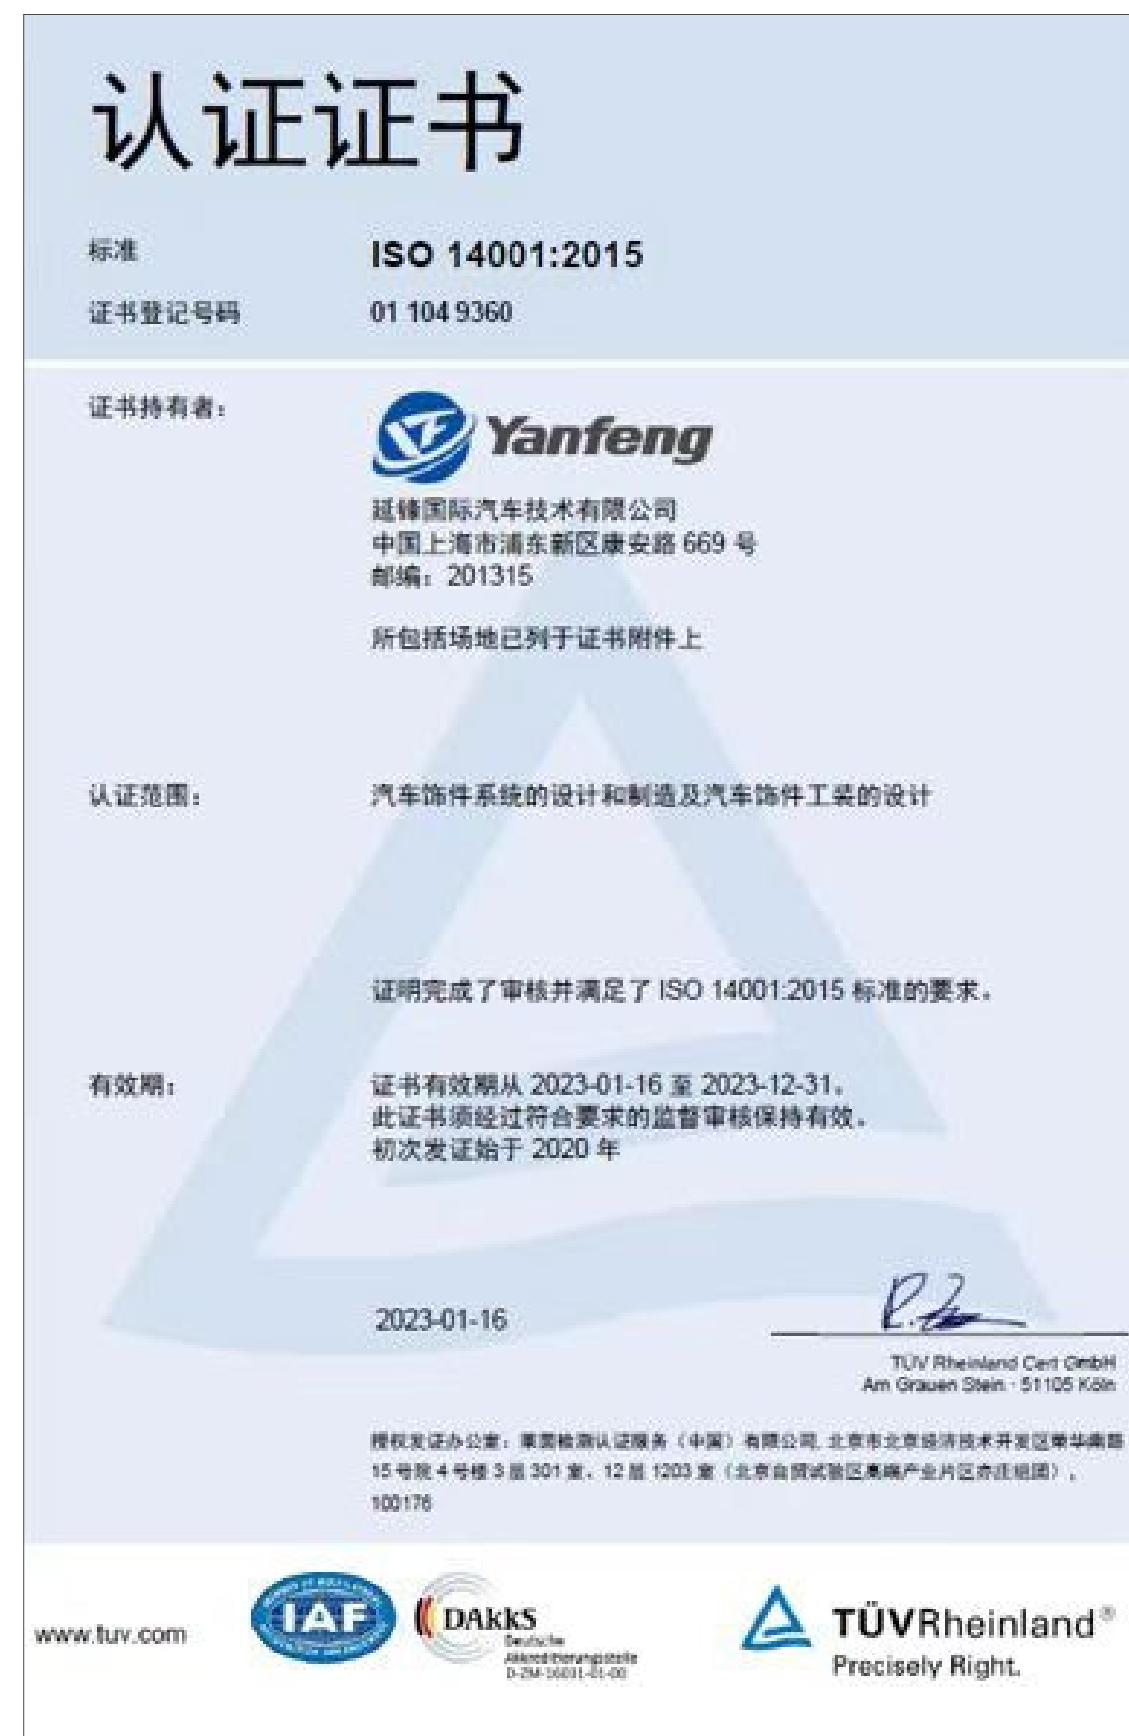 认证证书
标准 ISO 14001:2015
证书登记号码 01 104 9360
证书持有者:
Yanfeng
延锋国际汽车技术有限公司
中国上海市浦东新区康安路 669 号
邮编: 201315
所包括场地已列于证书附件上
认证范围: 汽车饰件系统的设计和制造及汽车饰件工装的设计
证明完成了审核并满足了 ISO 14001:2015 标准的要求。
有效期: 证书有效期从 2023-01-16 至 2023-12-31。
此证书须经过符合要求的监督审核保持有效。
初次发证始于 2020 年
2023-01-16
TÜV Rheinland Cert GmbH
Am Grauen Stein · 51105 Köln
授权发证办公室: 莱茵检测认证服务（中国）有限公司, 北京市北京经济技术开发区荣华南路
15 号院 4 号楼 3 层 301 室、12 层 1203 室（北京自贸试验区高端产业片区亦庄组团）,
100176
www.tuv.com
IAF
DAkkS
Deutsche
Akkreditierungsstelle
D-ZM-16031-01-00
TÜVRheinland®
Precisely Right.